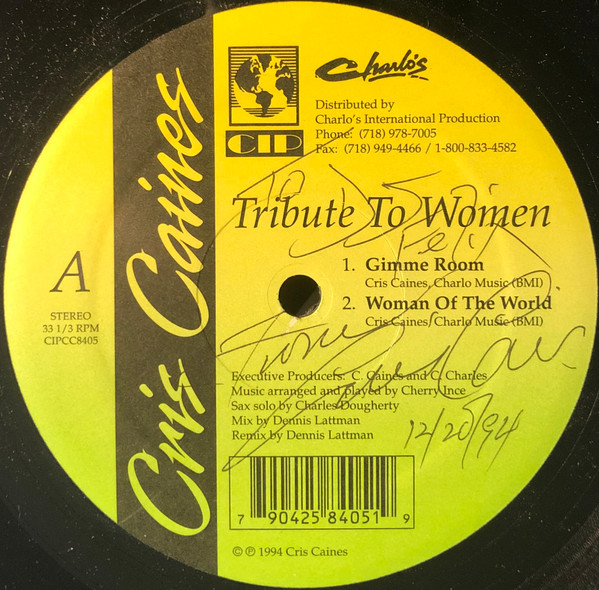 Cris Caines
CIP
Charlo's
Distributed by
Charlo's International Production
Phone: (718) 978-7005
Fax: (718) 949-4466 / 1-800-833-4582
To DJ Felix
Tribute To Women
A
STEREO
33 1/3 RPM
CIPCC8405
1. Gimme Room
Cris Caines, Charlo Music (BMI)
2. Woman Of The World
Cris Caines, Charlo Music (BMI)
From
Executive Producers: C. Caines and C. Charles
Music arranged and played by Cherry Ince
Sax solo by Charles Dougherty
Mix by Dennis Lattman
Remix by Dennis Lattman
12/20/94
7 90425 84051 9
© ℗ 1994 Cris Caines